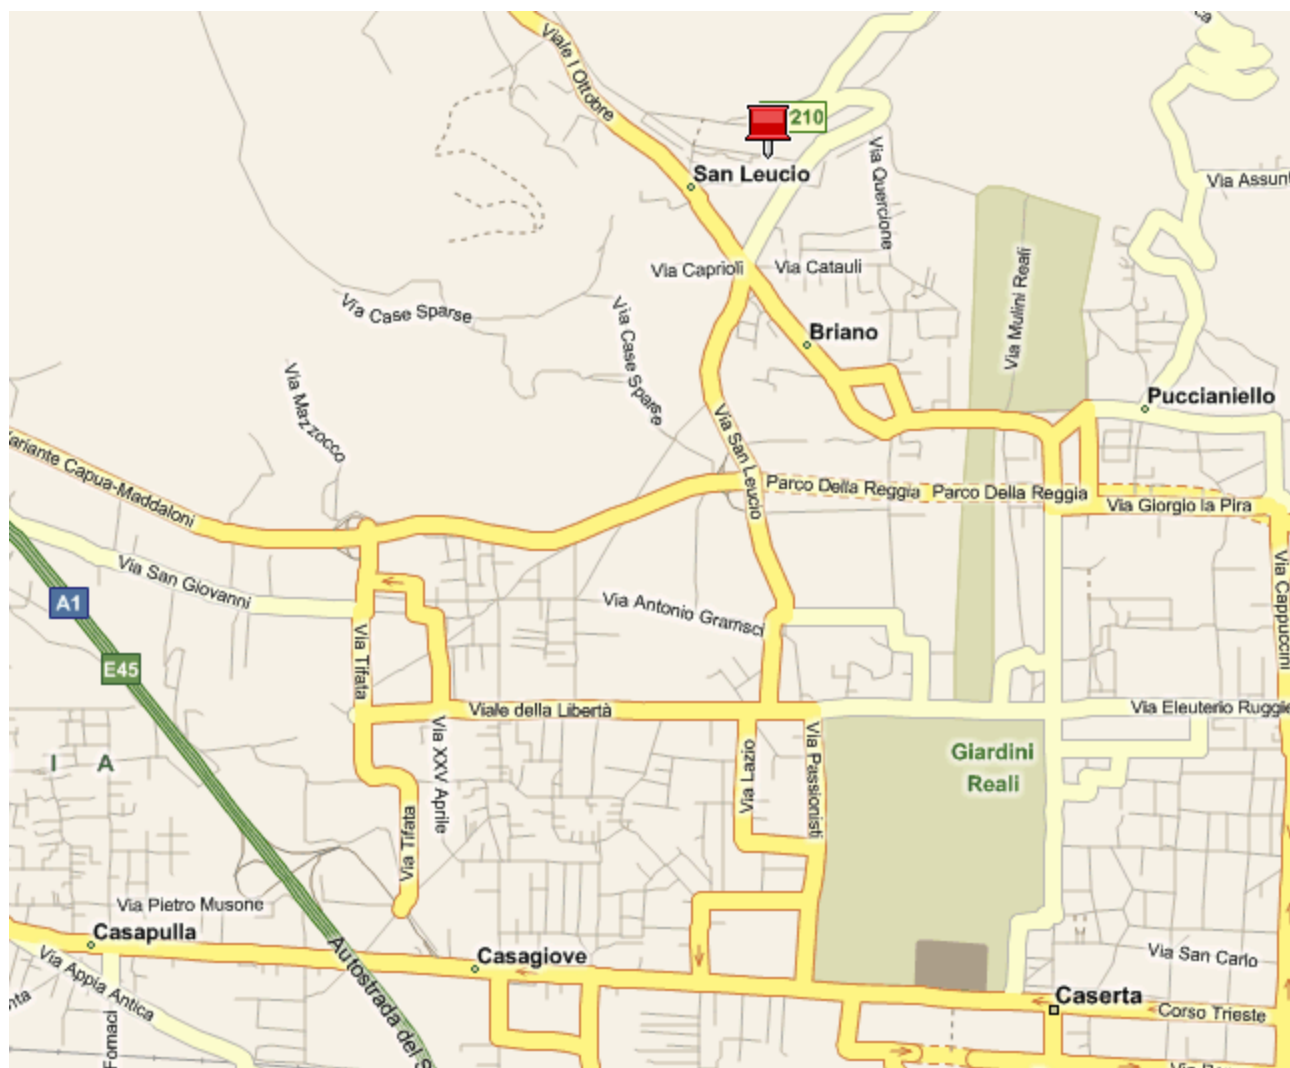 Viale I Ottobre
210
San Leucio
Via Quercione
Via Assunt
Via Caprioli
Via Catauli
Via Mulini Reali
Via Case Sparse
Via Case Sparse
Briano
Via Mazzocco
Puccianiello
Via San Leucio
Variante Capua-Maddaloni
Parco Della Reggia
Parco Della Reggia
Via Giorgio la Pira
Via San Giovanni
A1
Via Antonio Gramsci
Via Cappuccini
E45
Via Tifata
Viale della Libertà
Via Eleuterio Ruggie
I A
Via XXV Aprile
Via Lazio
Via Passionisti
Giardini
Reali
Via Tifata
Via Pietro Musone
Casapulla
Autostrada del S
Casagiove
Via San Carlo
Via Appia Antica
Caserta
Corso Trieste
nta
Fornaci